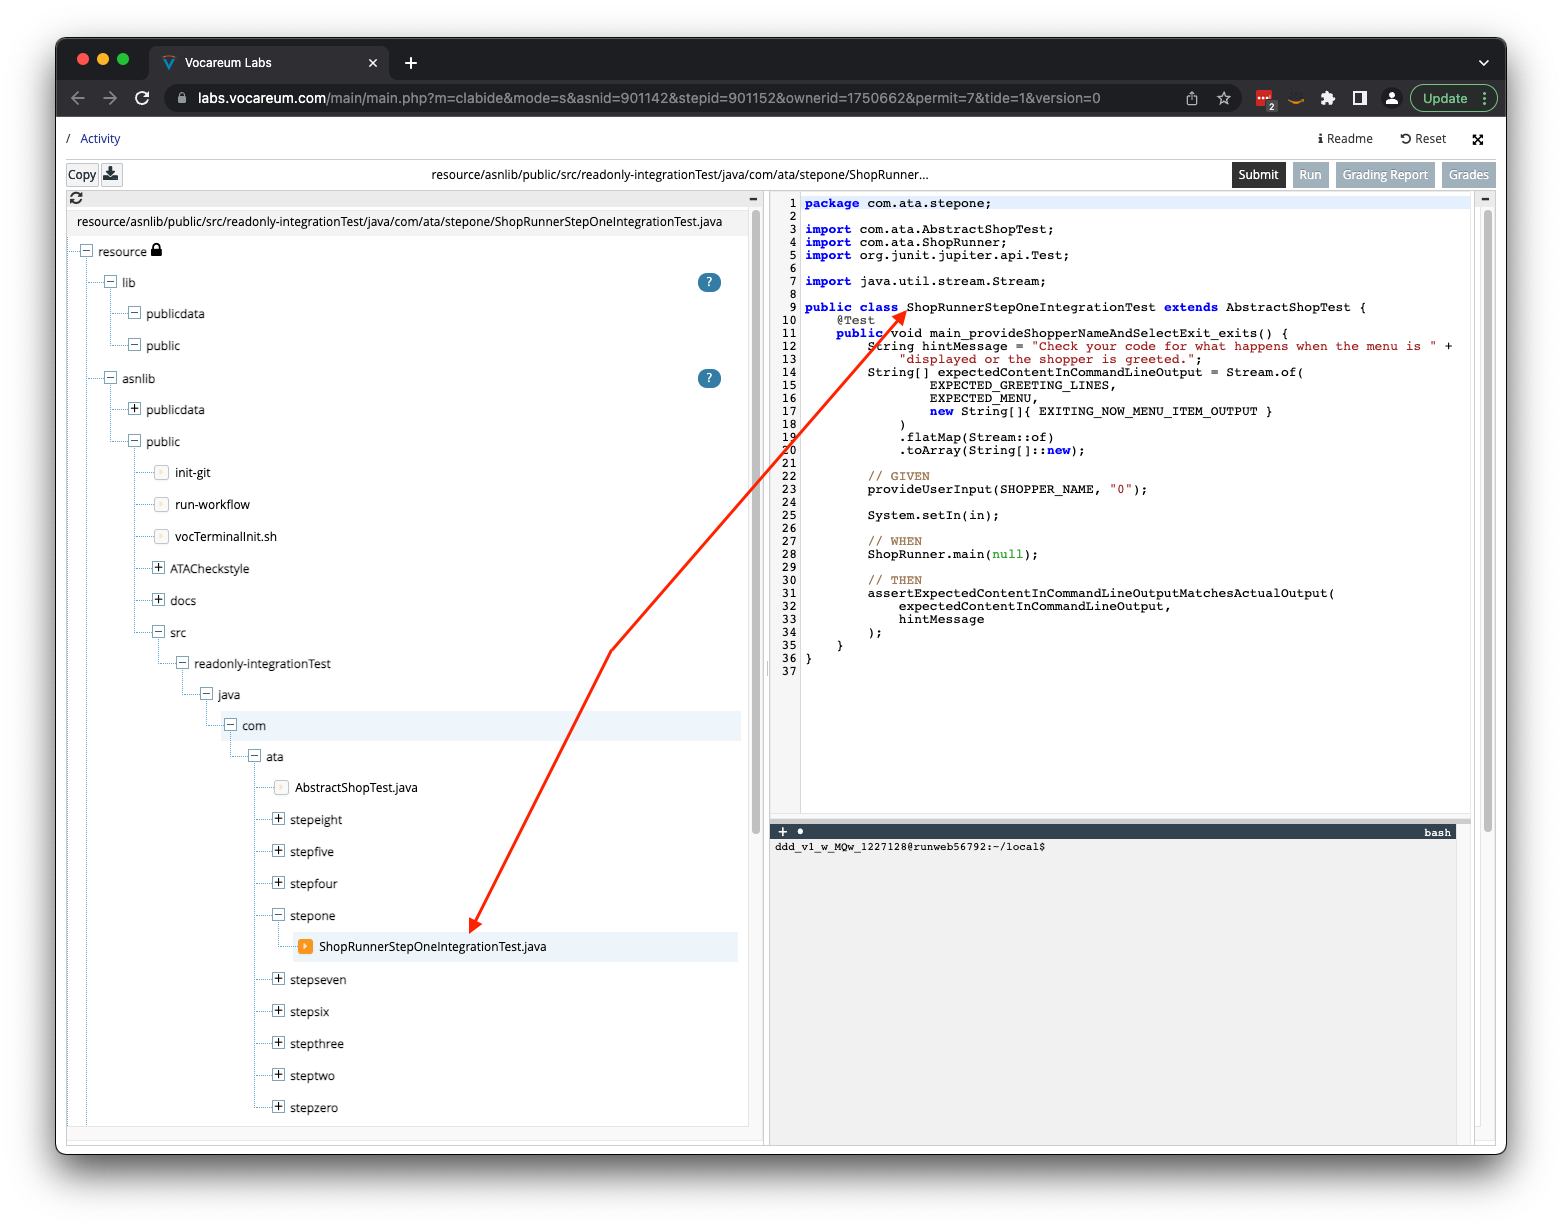 Vocareum Labs
labs.vocareum.com/main/main.php?m=clabide&mode=s&asnid=901142&stepid=901152&ownerid=1750662&permit=7&tide=1&version=0
2
Update
/ Activity
Readme
Reset
Copy
resource/asnlib/public/src/readonly-integrationTest/java/com/ata/stepone/ShopRunner...
Submit
Run
Grading Report
Grades
resource/asnlib/public/src/readonly-integrationTest/java/com/ata/stepone/ShopRunnerStepOneIntegrationTest.java
resource
lib
?
publicdata
public
asnlib
?
publicdata
public
init-git
run-workflow
vocTerminalInit.sh
ATACheckstyle
docs
src
readonly-integrationTest
java
com
ata
AbstractShopTest.java
stepeight
stepfive
stepfour
stepone
ShopRunnerStepOneIntegrationTest.java
stepseven
stepsix
stepthree
steptwo
stepzero
1 package com.ata.stepone;
2
3 import com.ata.AbstractShopTest;
4 import com.ata.ShopRunner;
5 import org.junit.jupiter.api.Test;
6
7 import java.util.stream.Stream;
8
9 public class ShopRunnerStepOneIntegrationTest extends AbstractShopTest {
10 @Test
11 public void main_provideShopperNameAndSelectExit_exits() {
12 String hintMessage = "Check your code for what happens when the menu is " +
13 "displayed or the shopper is greeted.";
14 String[] expectedContentInCommandLineOutput = Stream.of(
15 EXPECTED_GREETING_LINES,
16 EXPECTED_MENU,
17 new String[]{ EXITING_NOW_MENU_ITEM_OUTPUT }
18 )
19 .flatMap(Stream::of)
20 .toArray(String[]::new);
21
22 // GIVEN
23 provideUserInput(SHOPPER_NAME, "0");
24
25 System.setIn(in);
26
27 // WHEN
28 ShopRunner.main(null);
29
30 // THEN
31 assertExpectedContentInCommandLineOutputMatchesActualOutput(
32 expectedContentInCommandLineOutput,
33 hintMessage
34 );
35 }
36 }
37
bash
ddd_v1_w_MQw_1227128@runweb56792:~/local$